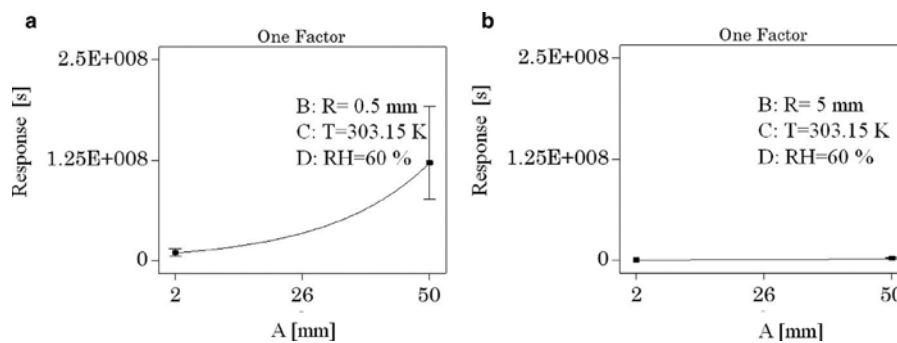 a
One Factor
2.5E+008
1.25E+008
0
Response [s]
B: R= 0.5 mm
C: T=303.15 K
D: RH=60 %
2 26 50
A [mm]
b
One Factor
2.5E+008
1.25E+008
0
Response [s]
B: R= 5 mm
C: T=303.15 K
D: RH=60 %
2 26 50
A [mm]